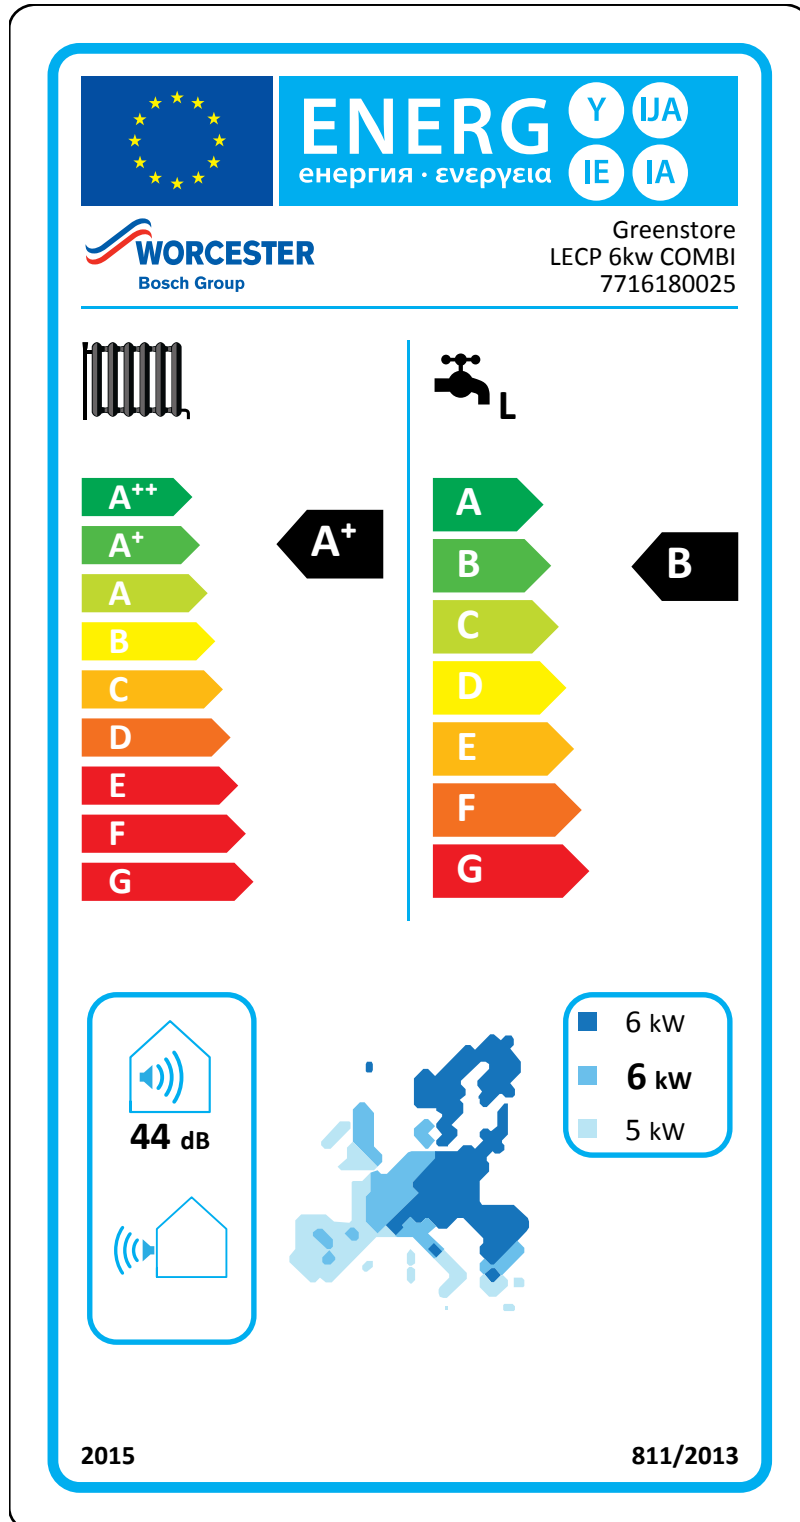 ENERG
енергия · ενεργεια
Y
IJA
IE
IA
WORCESTER
Bosch Group
Greenstore
LECP 6kw COMBI
7716180025
L
A++
A+
A
B
C
D
E
F
G
A+
A
B
C
D
E
F
G
B
44 dB
6 kW
6 kW
5 kW
2015
811/2013